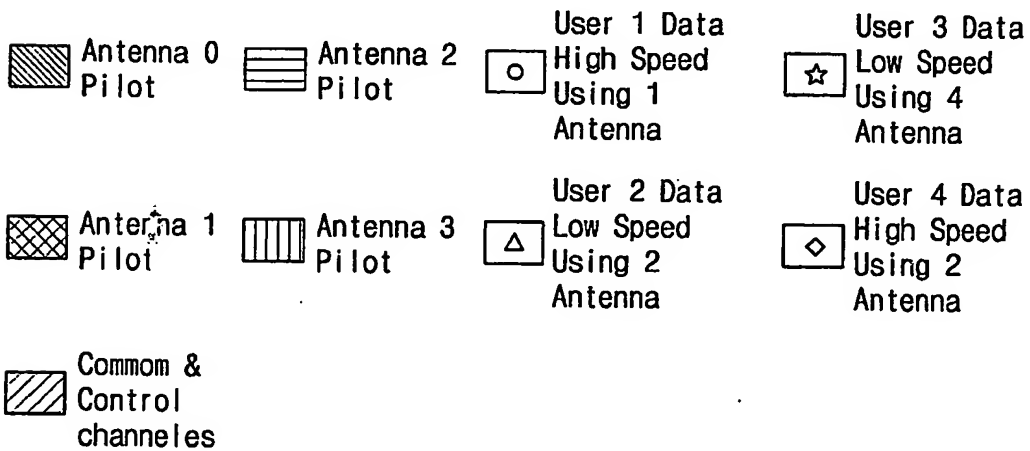 Antenna 0
Pilot
Antenna 2
Pilot
User 1 Data
High Speed
Using 1
Antenna
User 3 Data
Low Speed
Using 4
Antenna
Antenna 1
Pilot
Antenna 3
Pilot
User 2 Data
Low Speed
Using 2
Antenna
User 4 Data
High Speed
Using 2
Antenna
Commom &
Control
channeles